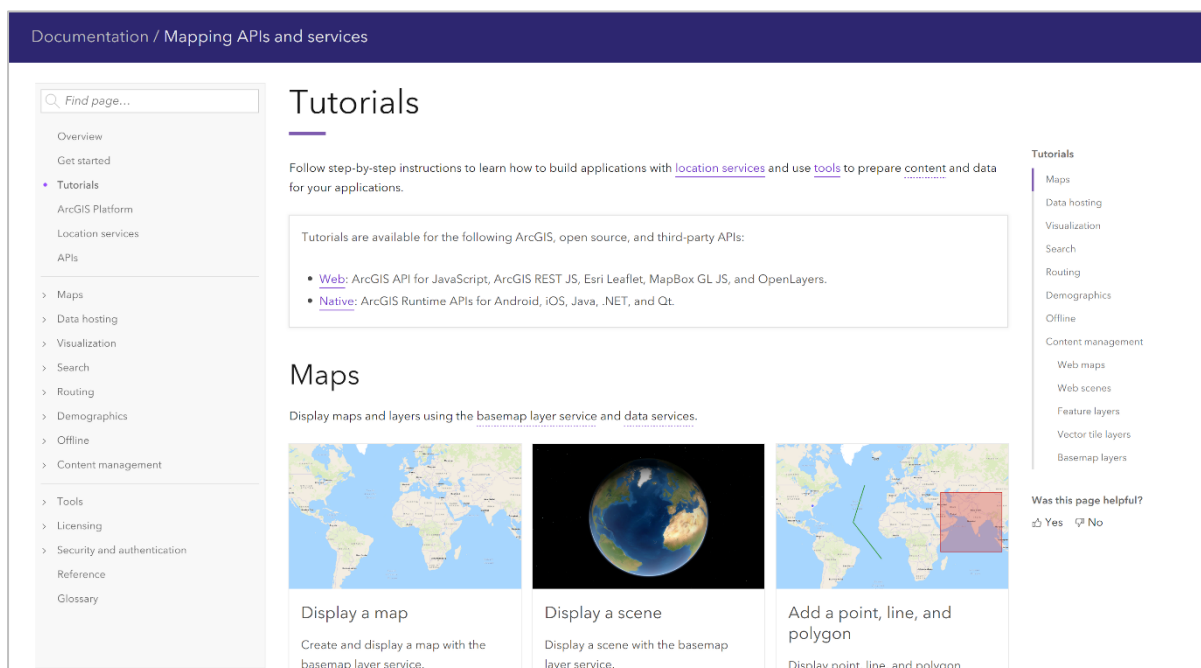 Documentation / Mapping APIs and services
Find page...
Overview
Get started
Tutorials
ArcGIS Platform
Location services
APIs
Maps
Data hosting
Visualization
Search
Routing
Demographics
Offline
Content management
Tools
Licensing
Security and authentication
Reference
Glossary
Tutorials
Follow step-by-step instructions to learn how to build applications with location services and use tools to prepare content and data
for your applications.
Tutorials are available for the following ArcGIS, open source, and third-party APIs:
• Web: ArcGIS API for JavaScript, ArcGIS REST JS, Esri Leaflet, MapBox GL JS, and OpenLayers.
• Native: ArcGIS Runtime APIs for Android, iOS, Java, .NET, and Qt.
Maps
Display maps and layers using the basemap layer service and data services.
Display a map
Create and display a map with the
basemap layer service.
Display a scene
Display a scene with the basemap
layer service.
Add a point, line, and
polygon
Display point, line, and polygon
Tutorials
Maps
Data hosting
Visualization
Search
Routing
Demographics
Offline
Content management
Web maps
Web scenes
Feature layers
Vector tile layers
Basemap layers
Was this page helpful?
Yes No